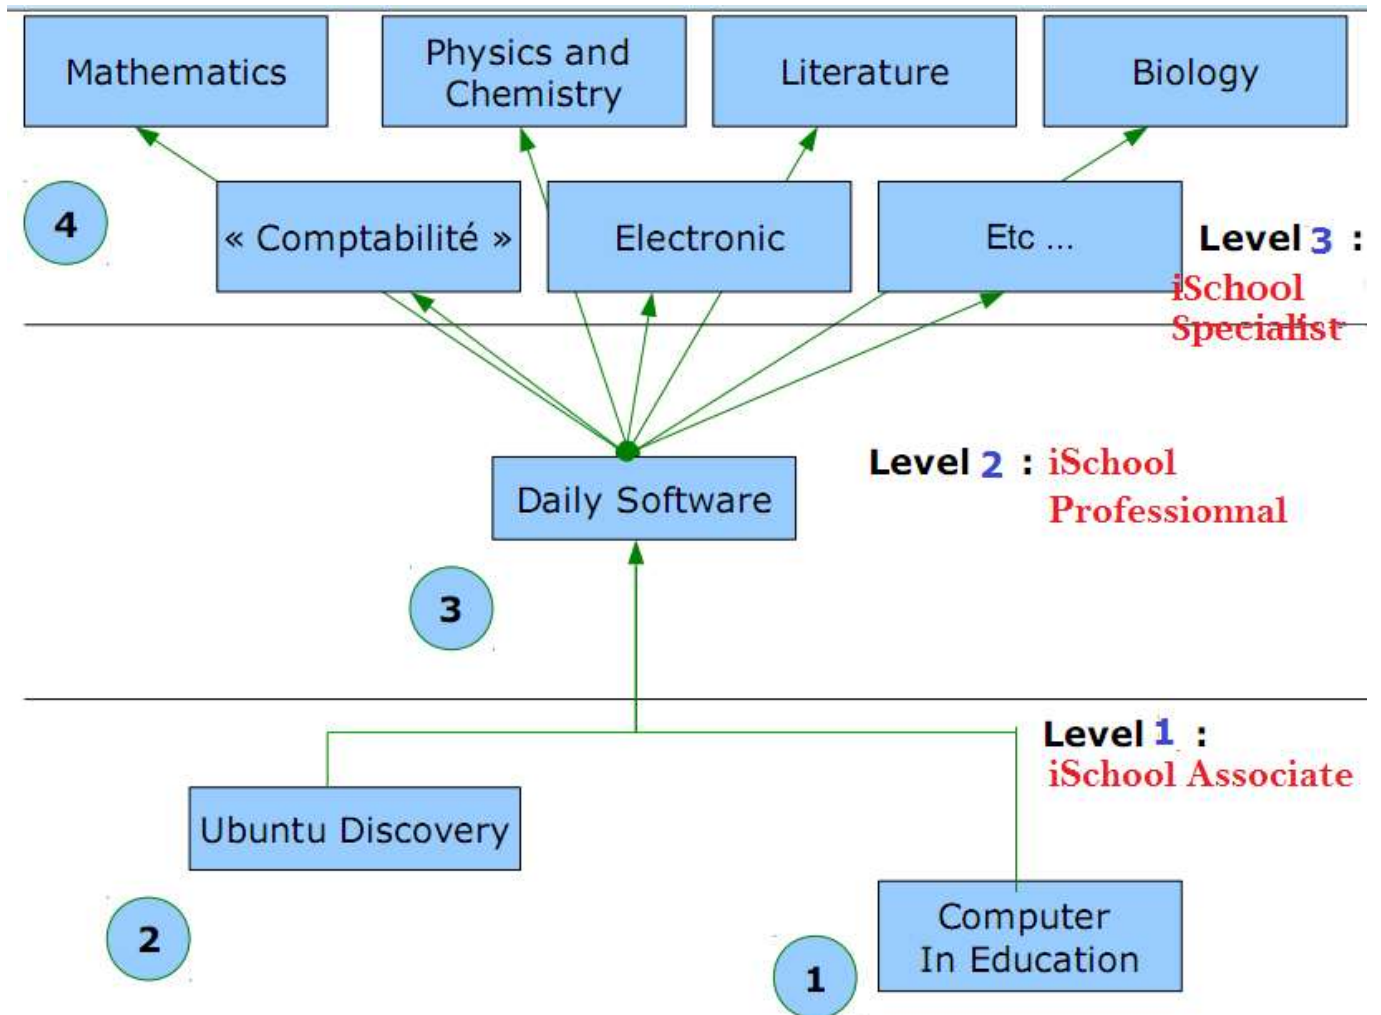 Mathematics
Physics and
Chemistry
Literature
Biology
4
« Comptabilité »
Electronic
Etc ...
Level 3 :
iSchool
Specialist
Daily Software
Level 2 : iSchool
Professionnal
3
Level 1 :
iSchool Associate
Ubuntu Discovery
2
Computer
In Education
1